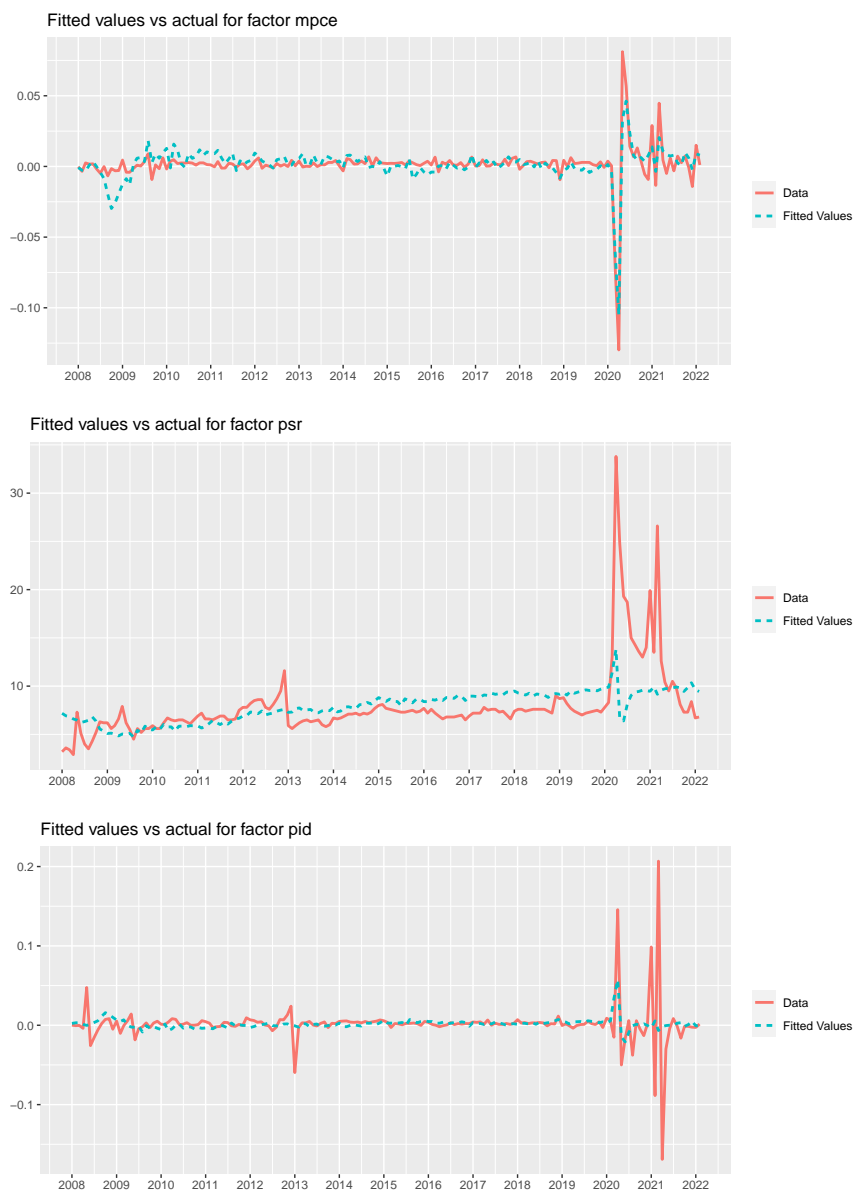 Fitted values vs actual for factor mpce
0.05
0.00
−0.05
−0.10
2008 2009 2010 2011 2012 2013 2014 2015 2016 2017 2018 2019 2020 2021 2022
Data
Fitted Values
Fitted values vs actual for factor psr
30
20
10
2008 2009 2010 2011 2012 2013 2014 2015 2016 2017 2018 2019 2020 2021 2022
Data
Fitted Values
Fitted values vs actual for factor pid
0.2
0.1
0.0
−0.1
2008 2009 2010 2011 2012 2013 2014 2015 2016 2017 2018 2019 2020 2021 2022
Data
Fitted Values